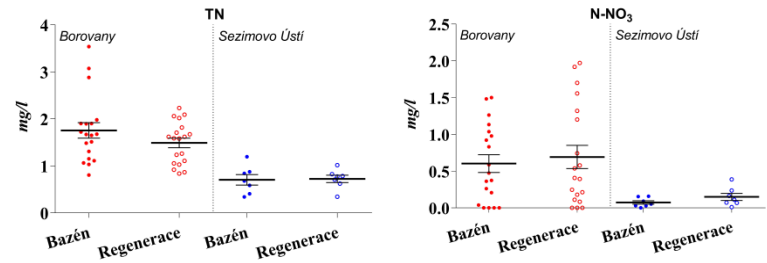 TN
Borovany
Sezimovo Ústí
mg/l
4
3
2
1
0
Bazén
Regenerace
Bazén
Regenerace
N-NO₃
Borovany
Sezimovo Ústí
mg/l
2.5
2.0
1.5
1.0
0.5
0.0
Bazén
Regenerace
Bazén
Regenerace